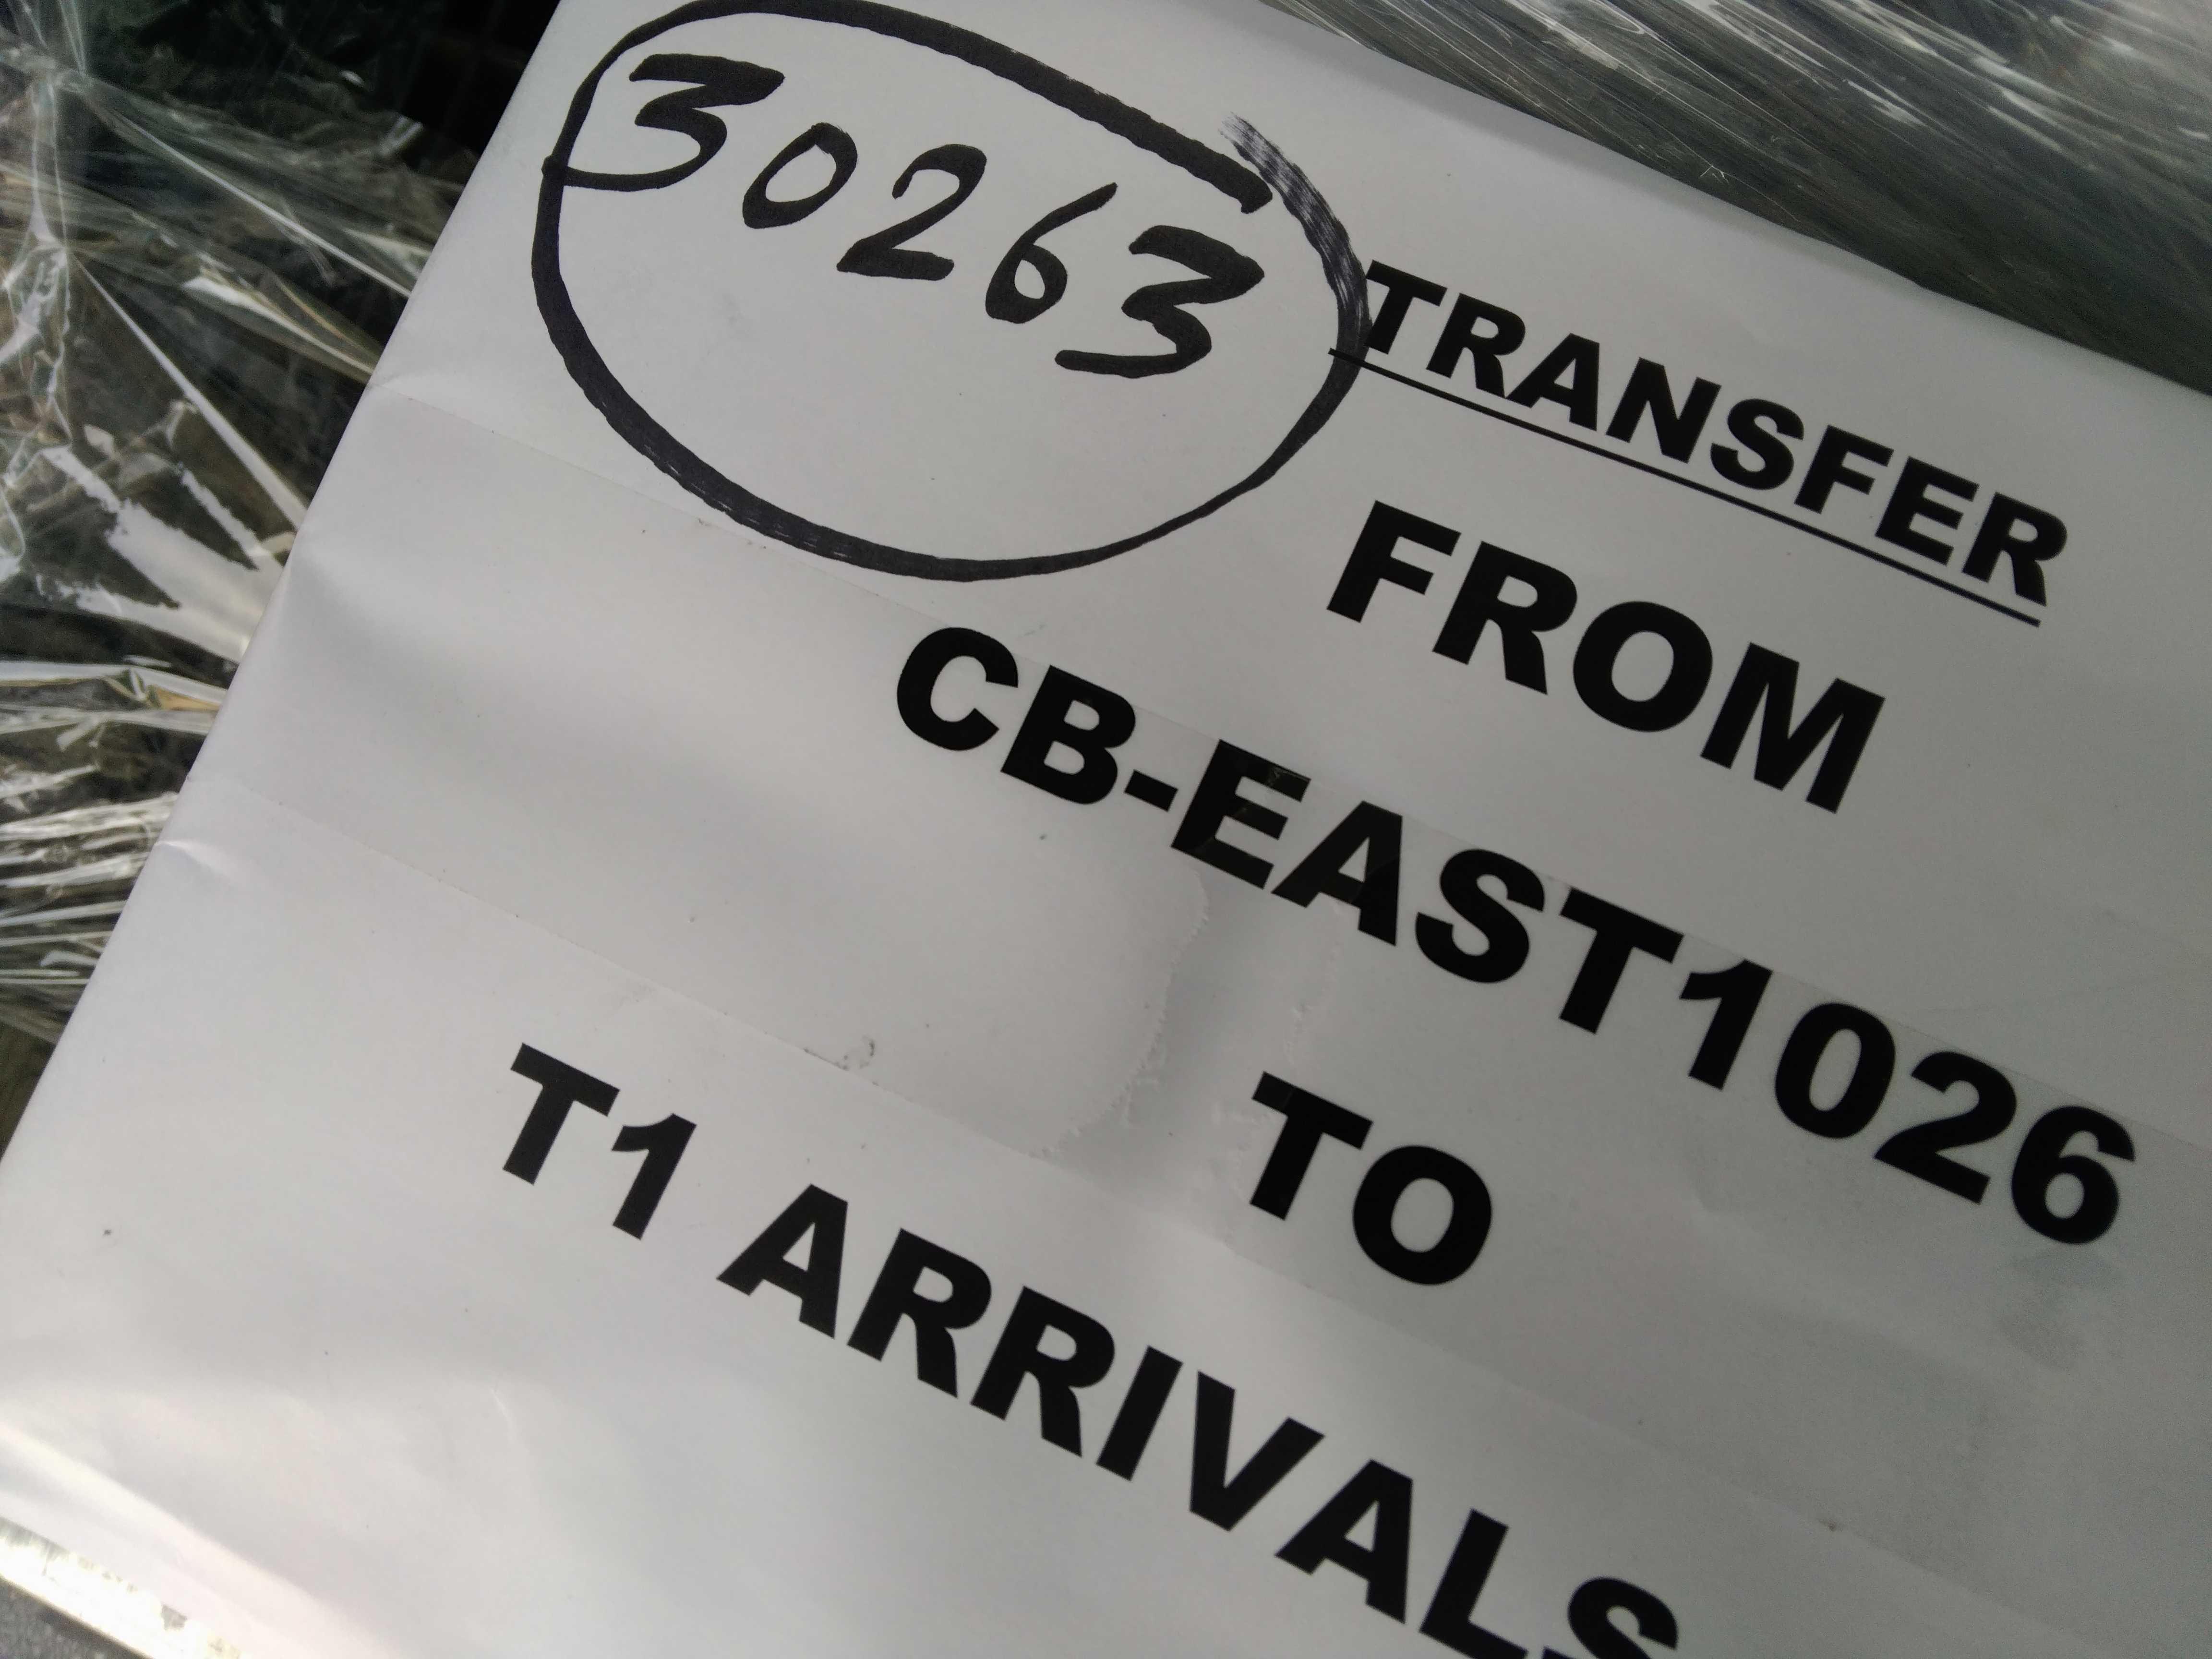 30263
TRANSFER
FROM
CB-EAST1026
TO
T1 ARRIVALS